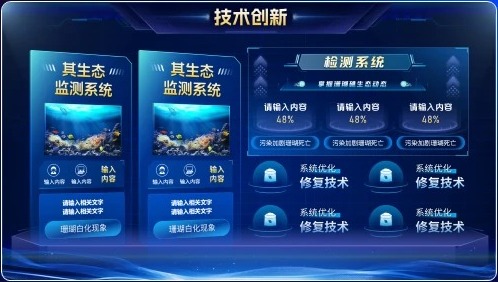 技术创新
其生态
监测系统
输入内容
输入内容
输入
内容
请输入相关文字
请输入相关文字
珊瑚白化现象
其生态
监测系统
输入内容
输入内容
输入
内容
请输入相关文字
请输入相关文字
珊瑚白化现象
检测系统
掌握珊瑚礁生态动态
请输入内容
48%
污染加剧珊瑚死亡
请输入内容
48%
污染加剧珊瑚死亡
请输入内容
48%
污染加剧珊瑚死亡
系统优化
修复技术
系统优化
修复技术
系统优化
修复技术
系统优化
修复技术